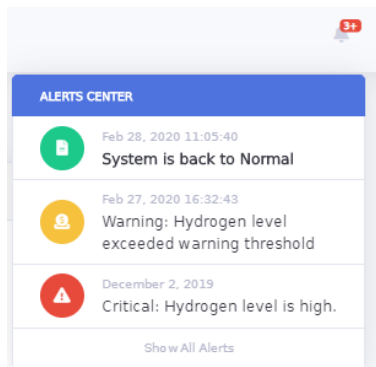 3+
ALERTS CENTER
Feb 28, 2020 11:05:40
System is back to Normal
Feb 27, 2020 16:32:43
Warning: Hydrogen level
exceeded warning threshold
December 2, 2019
Critical: Hydrogen level is high.
Show All Alerts